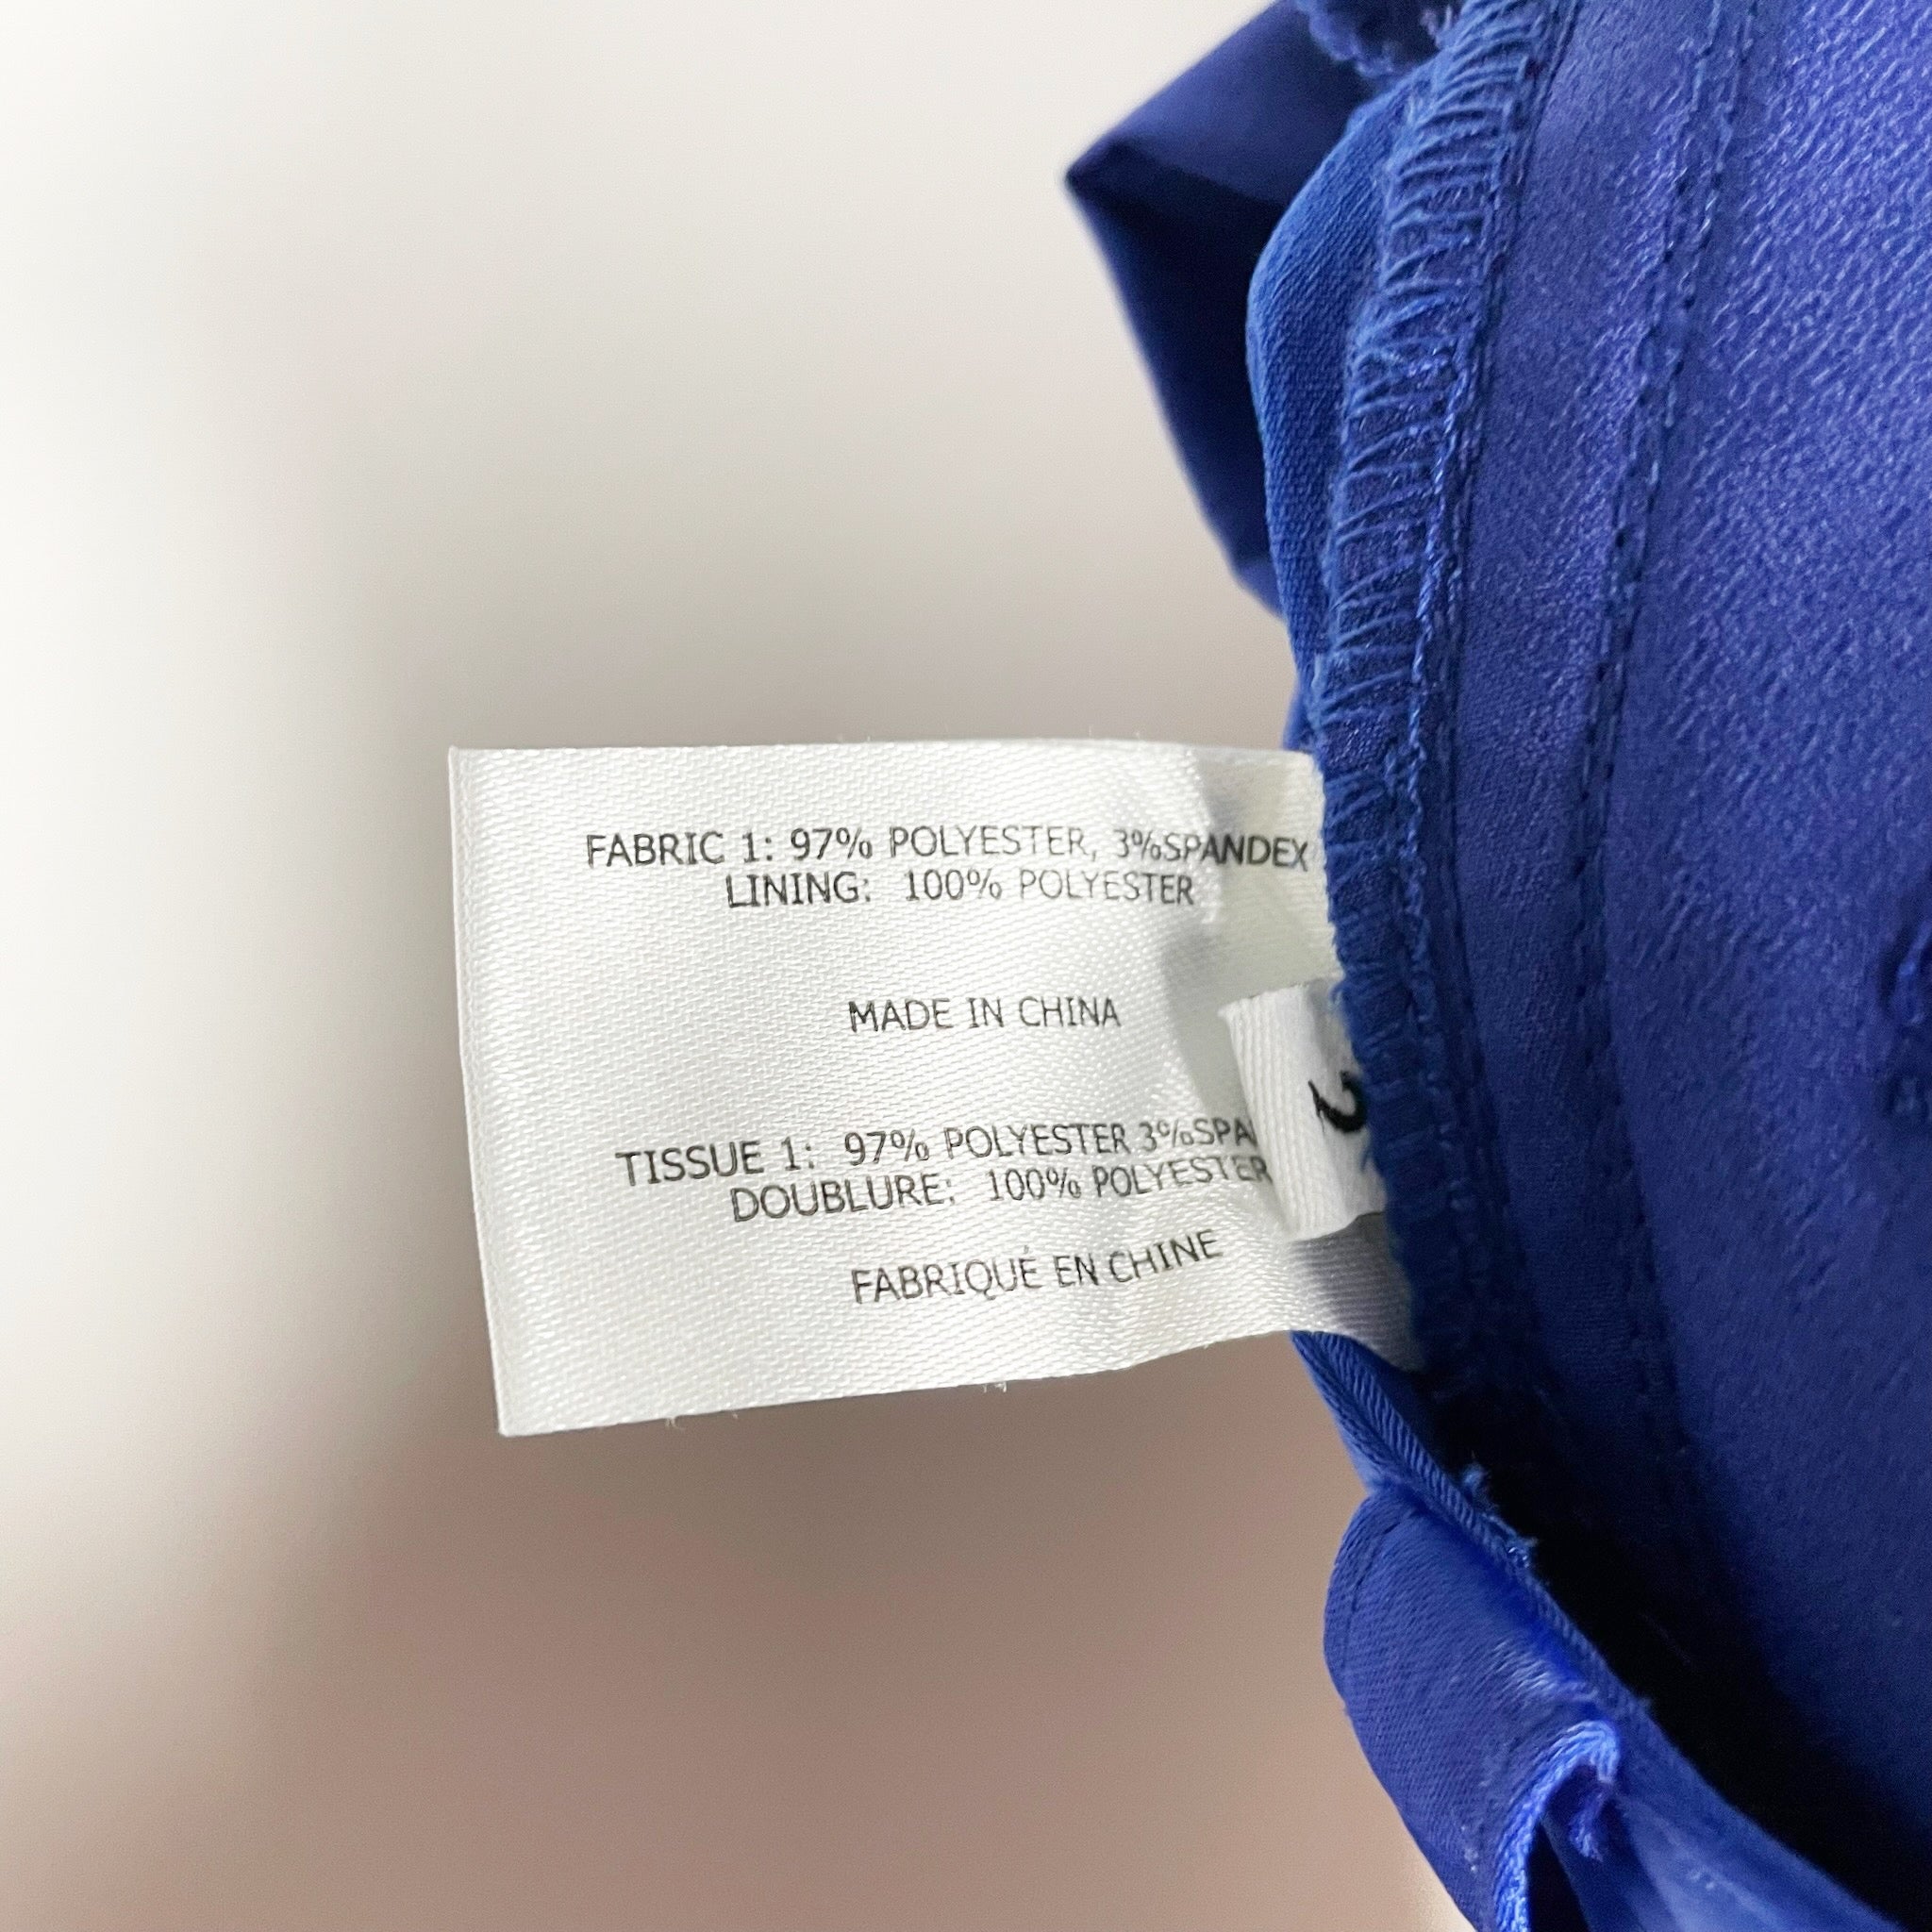 FABRIC 1: 97% POLYESTER, 3%SPANDEX
LINING: 100% POLYESTER
MADE IN CHINA
TISSUE 1: 97% POLYESTER 3%SPA
DOUBLURE: 100% POLYESTER
FABRIQUÉ EN CHINE